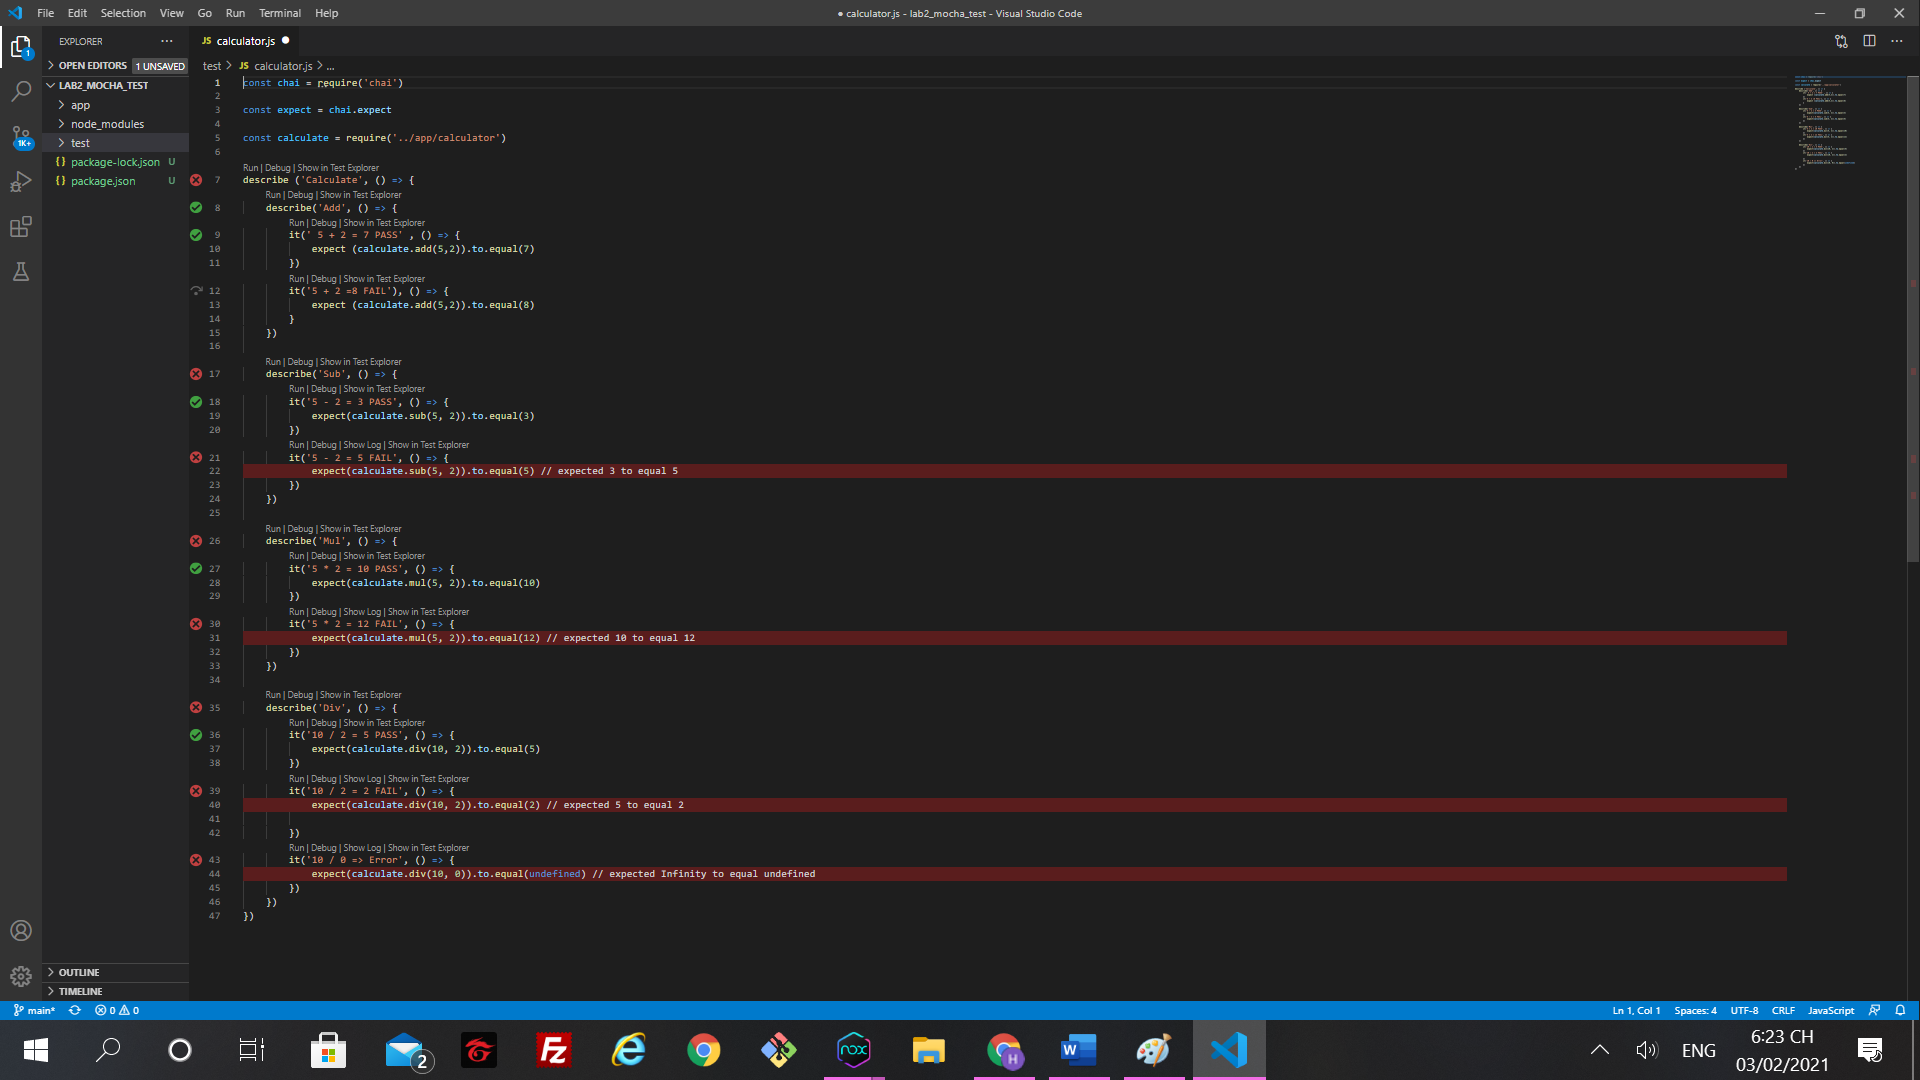 File Edit Selection View Go Run Terminal Help
● calculator.js - lab2_mocha_test - Visual Studio Code
EXPLORER
JS calculator.js
1
OPEN EDITORS 1 UNSAVED
test > JS calculator.js > ...
LAB2_MOCHA_TEST
app
node_modules
1K+
test
{} package-lock.json U
{} package.json U
1 const chai = require('chai')
2
3 const expect = chai.expect
4
5 const calculate = require('../app/calculator')
6
Run | Debug | Show in Test Explorer
7 describe ('Calculate', () => {
Run | Debug | Show in Test Explorer
8 describe('Add', () => {
Run | Debug | Show in Test Explorer
9 it(' 5 + 2 = 7 PASS' , () => {
10 expect (calculate.add(5,2)).to.equal(7)
11 })
Run | Debug | Show in Test Explorer
12 it('5 + 2 =8 FAIL'), () => {
13 expect (calculate.add(5,2)).to.equal(8)
14 }
15 })
16
Run | Debug | Show in Test Explorer
17 describe('Sub', () => {
Run | Debug | Show in Test Explorer
18 it('5 - 2 = 3 PASS', () => {
19 expect(calculate.sub(5, 2)).to.equal(3)
20 })
Run | Debug | Show Log | Show in Test Explorer
21 it('5 - 2 = 5 FAIL', () => {
22 expect(calculate.sub(5, 2)).to.equal(5) // expected 3 to equal 5
23 })
24 })
25
Run | Debug | Show in Test Explorer
26 describe('Mul', () => {
Run | Debug | Show in Test Explorer
27 it('5 * 2 = 10 PASS', () => {
28 expect(calculate.mul(5, 2)).to.equal(10)
29 })
Run | Debug | Show Log | Show in Test Explorer
30 it('5 * 2 = 12 FAIL', () => {
31 expect(calculate.mul(5, 2)).to.equal(12) // expected 10 to equal 12
32 })
33 })
34
Run | Debug | Show in Test Explorer
35 describe('Div', () => {
Run | Debug | Show in Test Explorer
36 it('10 / 2 = 5 PASS', () => {
37 expect(calculate.div(10, 2)).to.equal(5)
38 })
Run | Debug | Show Log | Show in Test Explorer
39 it('10 / 2 = 2 FAIL', () => {
40 expect(calculate.div(10, 2)).to.equal(2) // expected 5 to equal 2
41
42 })
Run | Debug | Show Log | Show in Test Explorer
43 it('10 / 0 => Error', () => {
44 expect(calculate.div(10, 0)).to.equal(undefined) // expected Infinity to equal undefined
45 })
46 })
47 })
OUTLINE
TIMELINE
main* 0 0
Ln 1, Col 1 Spaces: 4 UTF-8 CRLF JavaScript
2
Fz
nox
H
W
ENG
6:23 CH
03/02/2021